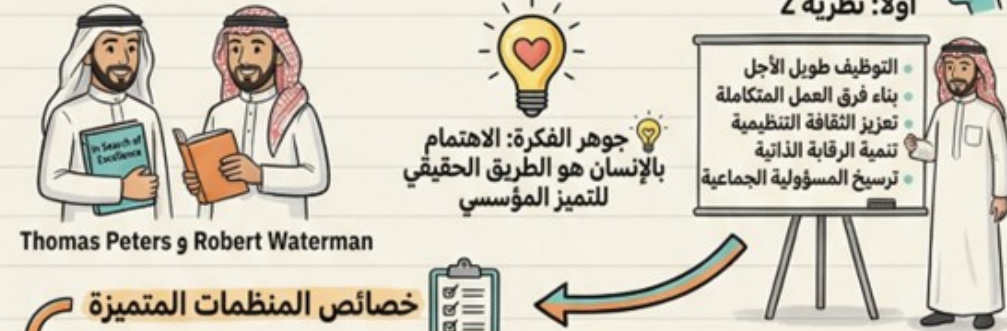 أولاً: نظرية Z
التوظيف طويل الأجل
بناء فرق العمل المتكاملة
تعزيز الثقافة التنظيمية
تنمية الرقابة الذاتية
ترسيخ المسؤولية الجماعية
جوهر الفكرة: الاهتمام
بالإنسان هو الطريق الحقيقي
للتميز المؤسسي
In Search of
Excellence
Thomas Peters و Robert Waterman
خصائص المنظمات المتميزة